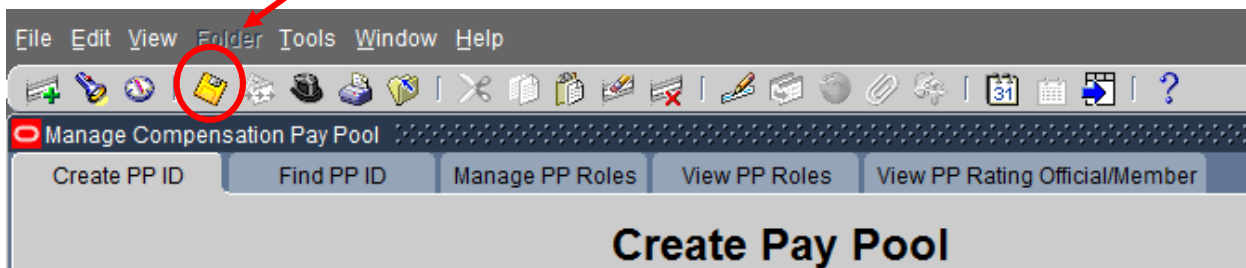 File Edit View Folder Tools Window Help
31 ?
Manage Compensation Pay Pool
Create PP ID Find PP ID Manage PP Roles View PP Roles View PP Rating Official/Member
Create Pay Pool